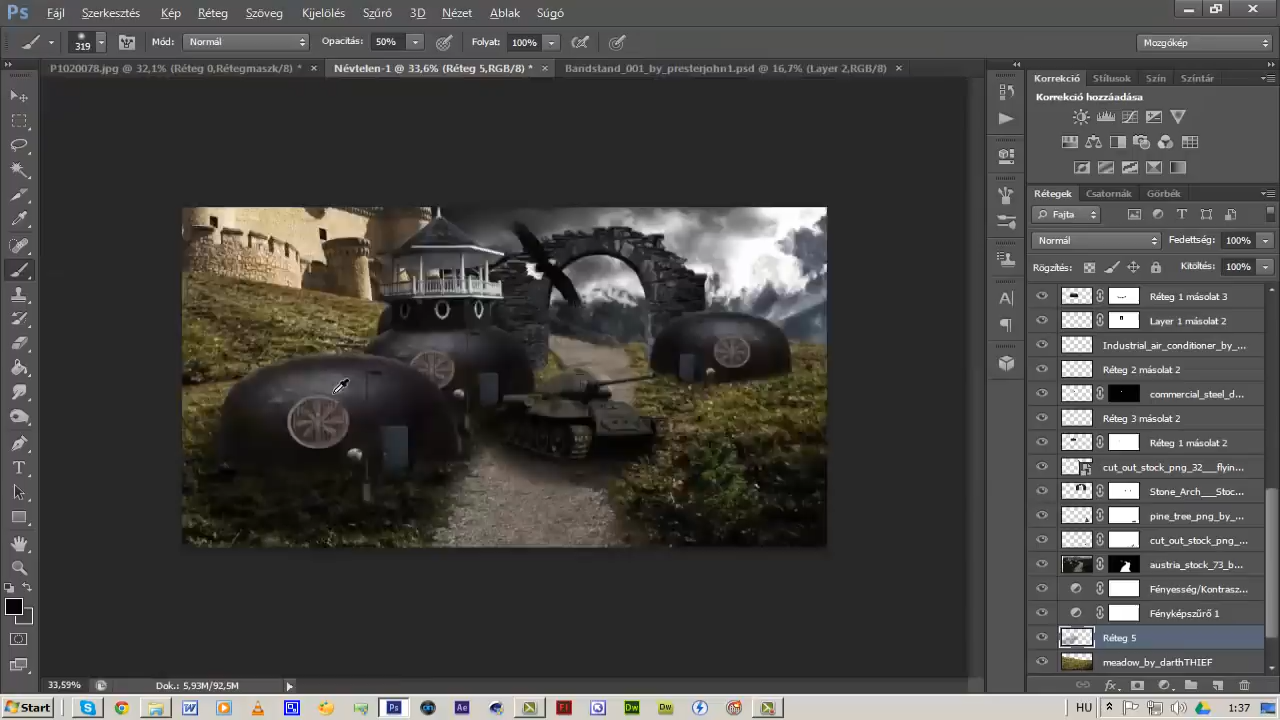 Ps Fájl Szerkesztés Kép Réteg Szöveg Kijelölés Szűrő 3D Nézet Ablak Súgó
319 Mód: Normál Opacitás: 50% Folyat: 100% Mozgókép
P1020078.jpg @ 32,1% (Réteg 0,Rétegmaszk/8) * × Névtelen-1 @ 33,6% (Réteg 5,RGB/8) * × Bandstand_001_by_presterjohn1.psd @ 16,7% (Layer 2,RGB/8) ×
Korrekció Stílusok Szín Színtár
Korrekció hozzáadása
Rétegek Csatornák Görbék
Fajta
Normál Fedettség: 100%
Rögzítés: Kitöltés: 100%
Réteg 1 másolat 3
Layer 1 másolat 2
Industrial_air_conditioner_by_...
Réteg 2 másolat 2
commercial_steel_d...
Réteg 3 másolat 2
Réteg 1 másolat 2
cut_out_stock_png_32___flyin...
Stone_Arch___Stoc...
pine_tree_png_by_...
cut_out_stock_png_...
austria_stock_73_b...
Fényesség/Kontrasz...
Fényképszűrő 1
Réteg 5
meadow_by_darthTHIEF
33,59% Dok.: 5,93M/92,5M
Start HU 1:37